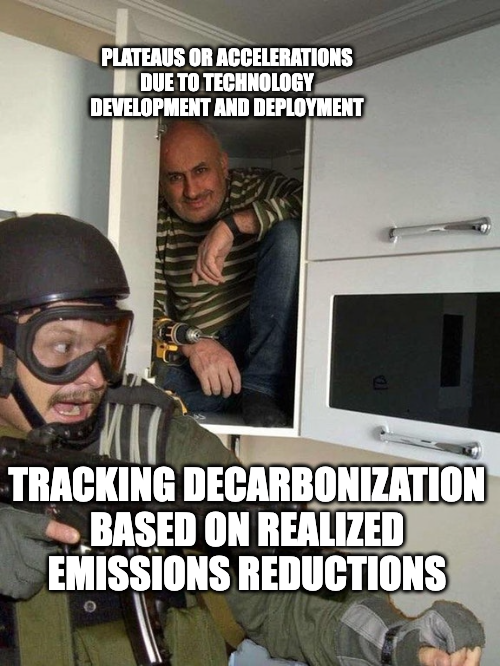 PLATEAUS OR ACCELERATIONS
DUE TO TECHNOLOGY
DEVELOPMENT AND DEPLOYMENT
TRACKING DECARBONIZATION
BASED ON REALIZED
EMISSIONS REDUCTIONS